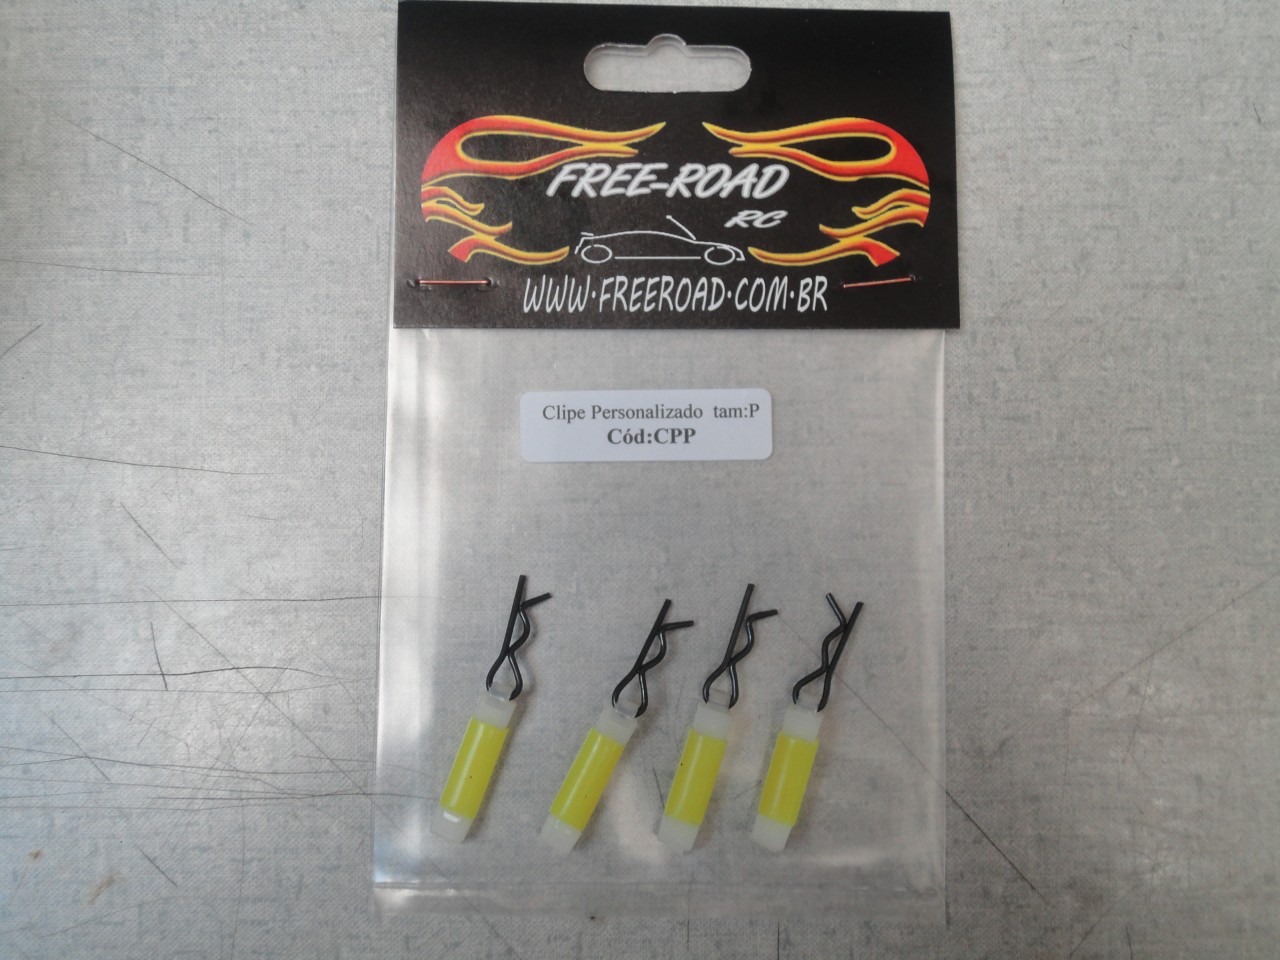 FREE-ROAD
RC
WWW.FREEROAD.COM.BR
Clipe Personalizado tam:P
Cód:CPP